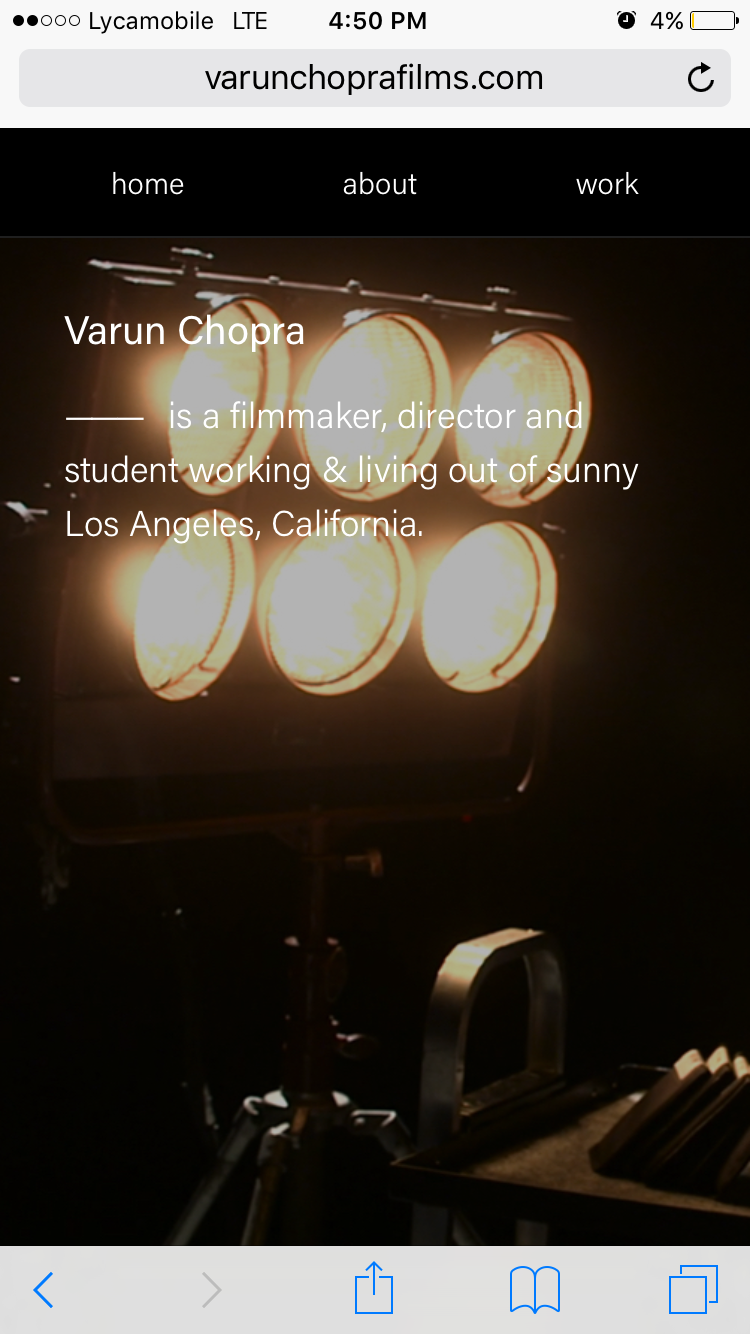 Lycamobile LTE 4:50 PM 4%
varunchoprafilms.com
home about work
Varun Chopra
is a filmmaker, director and
student working & living out of sunny
Los Angeles, California.